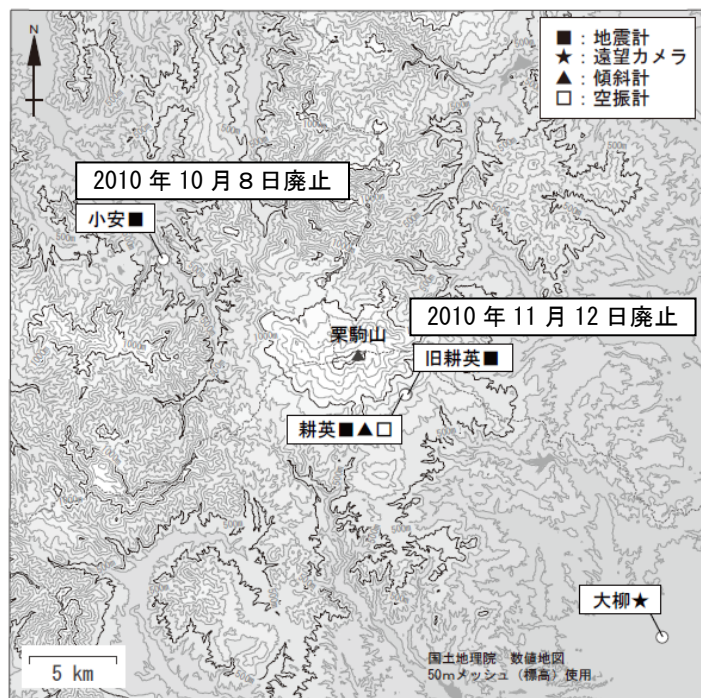 N
■：地震計
★：遠望カメラ
▲：傾斜計
□：空振計
2010 年 10 月 8 日廃止
小安■
2010 年 11 月 12 日廃止
栗駒山
旧耕英■
耕英■▲□
大柳★
5 km
国土地理院 数値地図
50mメッシュ（標高）使用